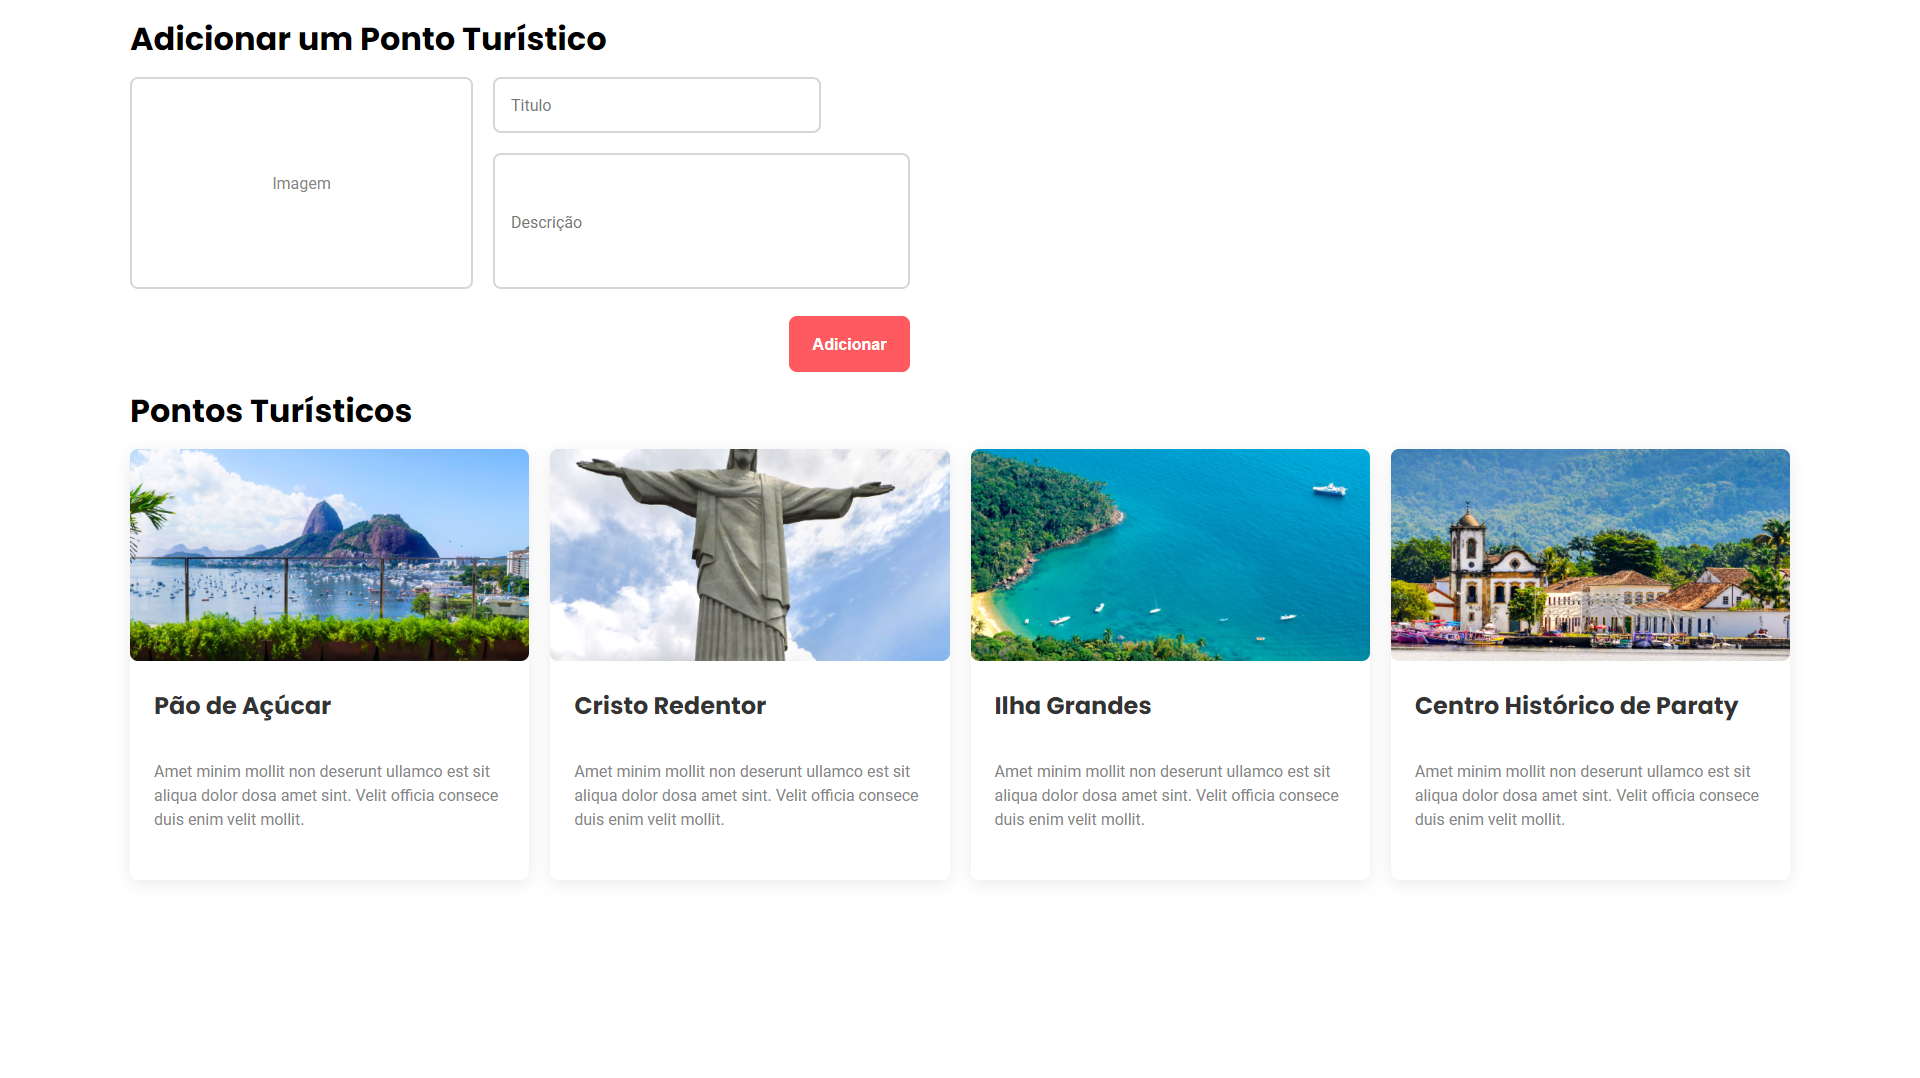 Adicionar um Ponto Turístico
Imagem
Titulo
Descrição
Adicionar
Pontos Turísticos
Pão de Açúcar
Amet minim mollit non deserunt ullamco est sit
aliqua dolor dosa amet sint. Velit officia consece
duis enim velit mollit.
Cristo Redentor
Amet minim mollit non deserunt ullamco est sit
aliqua dolor dosa amet sint. Velit officia consece
duis enim velit mollit.
Ilha Grandes
Amet minim mollit non deserunt ullamco est sit
aliqua dolor dosa amet sint. Velit officia consece
duis enim velit mollit.
Centro Histórico de Paraty
Amet minim mollit non deserunt ullamco est sit
aliqua dolor dosa amet sint. Velit officia consece
duis enim velit mollit.